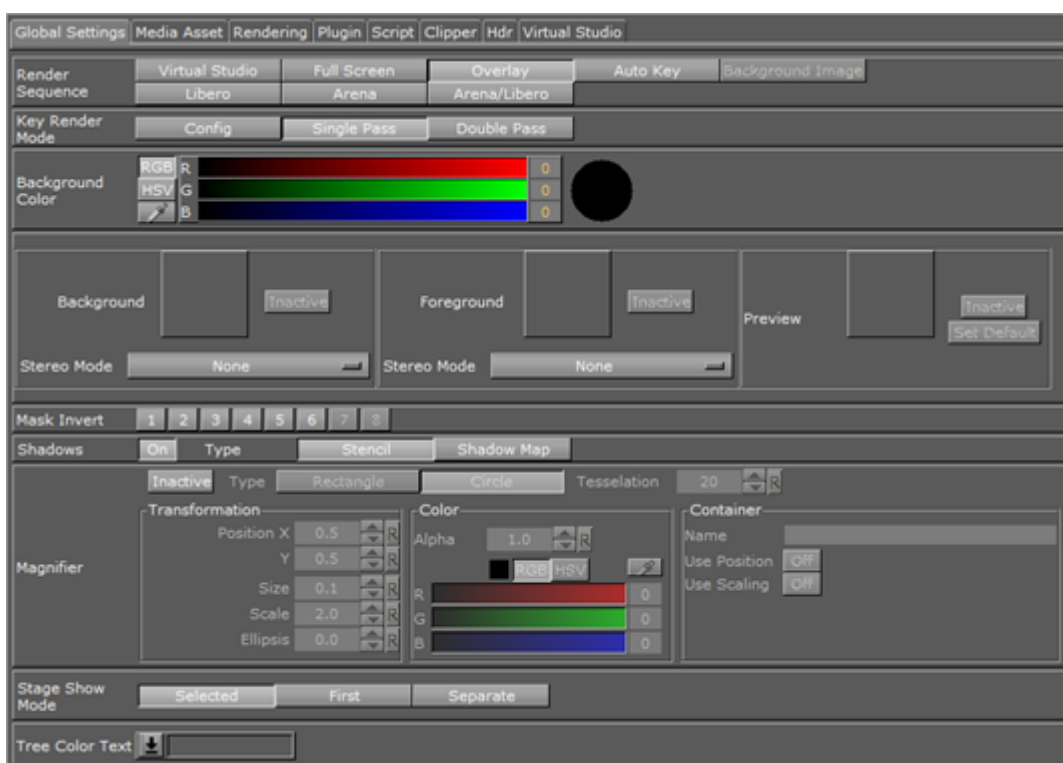 Global Settings Media Asset Rendering Plugin Script Clipper Hdr Virtual Studio
Render Sequence Virtual Studio Full Screen Overlay Auto Key Background Image
Libero Arena Arena/Libero
Key Render Mode Config Single Pass Double Pass
Background Color RGB R 0
HSV G 0
B 0
Background Inactive Foreground Inactive Preview Inactive
Set Default
Stereo Mode None Stereo Mode None
Mask Invert 1 2 3 4 5 6 7 8
Shadows On Type Stencil Shadow Map
Magnifier Inactive Type Rectangle Circle Tesselation 20 R
Transformation Color Container
Position X 0.5 R Alpha 1.0 R Name
Y 0.5 R RGB HSV Use Position Off
Size 0.1 R R 0 Use Scaling Off
Scale 2.0 R G 0
Ellipsis 0.0 R B 0
Stage Show Mode Selected First Separate
Tree Color Text